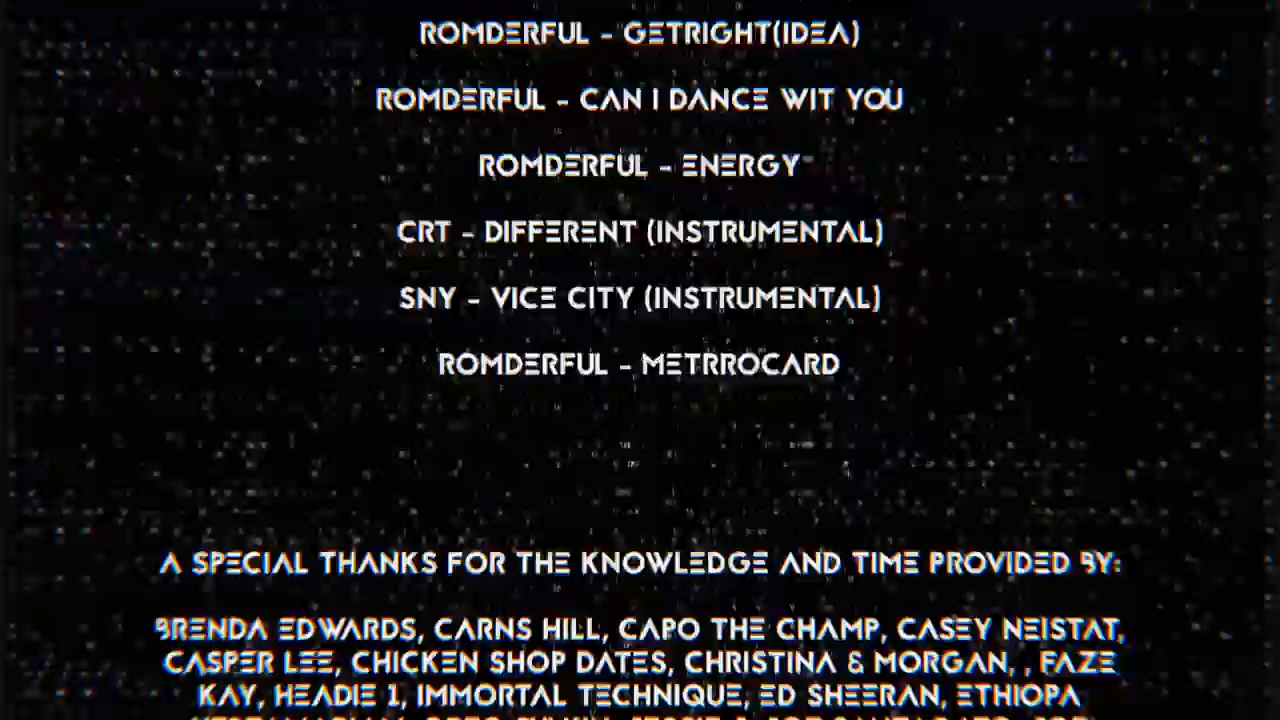 ROMDERFUL - GETRIGHT(IDEA)
ROMDERFUL - CAN I DANCE WIT YOU
ROMDERFUL - ENERGY
CRT - DIFFERENT (INSTRUMENTAL)
SNY - VICE CITY (INSTRUMENTAL)
ROMDERFUL - METRROCARD
A SPECIAL THANKS FOR THE KNOWLEDGE AND TIME PROVIDED BY:
BRENDA EDWARDS, CARNS HILL, CAPO THE CHAMP, CASEY NEISTAT,
CASPER LEE, CHICKEN SHOP DATES, CHRISTINA & MORGAN, , FAZE
KAY, HEADIE 1, IMMORTAL TECHNIQUE, ED SHEERAN, ETHIOPA